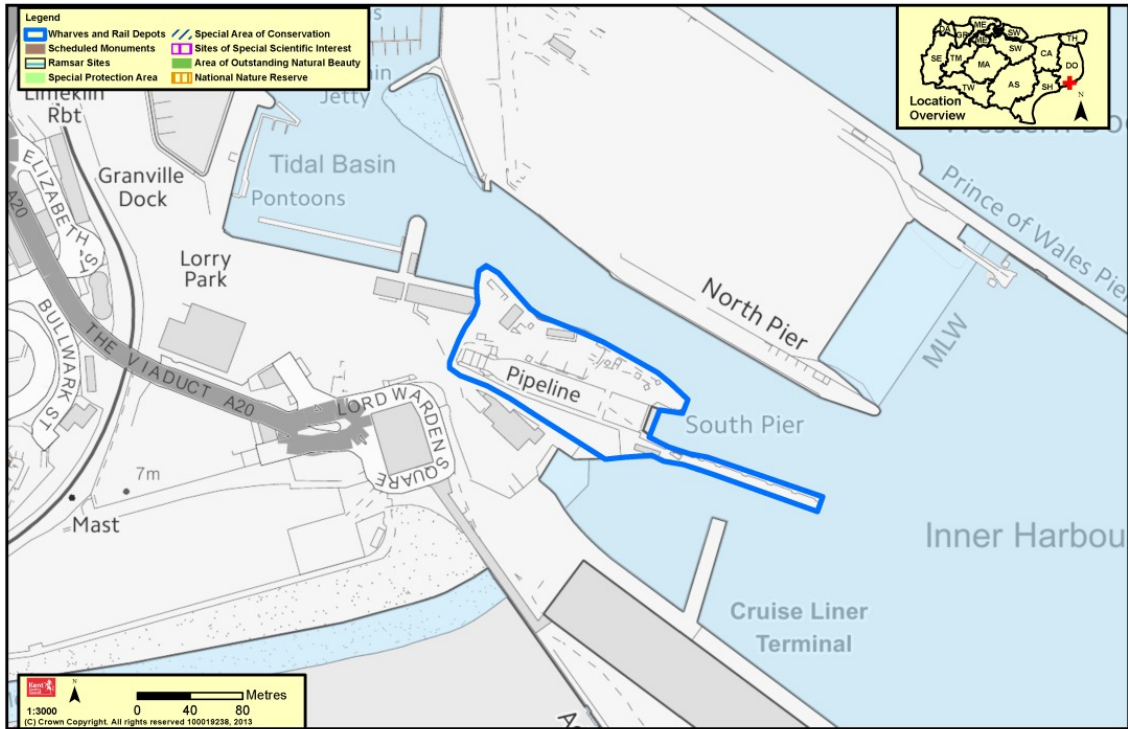 Legend
Wharves and Rail Depots
Special Area of Conservation
Scheduled Monuments
Sites of Special Scientific Interest
Ramsar Sites
Area of Outstanding Natural Beauty
Special Protection Area
National Nature Reserve
ME
DA
GR
ME
SW
TH
SW
CA
SE
TM
MA
DO
TW
AS
SH
Location
Overview
N
Jetty
Limekiln
Rbt
Tidal Basin
Granville
Dock
Pontoons
A20
ELIZABETH ST
Lorry
Park
Prince of Wales Pier
North Pier
MLW
BULLWARK ST
THE VIADUCT A20
Pipeline
LORD WARDEN SQUARE
South Pier
7m
Mast
Inner Harbou
Cruise Liner
Terminal
Kent
N
1:3000
0 40 80 Metres
(C) Crown Copyright. All rights reserved 100019238, 2013